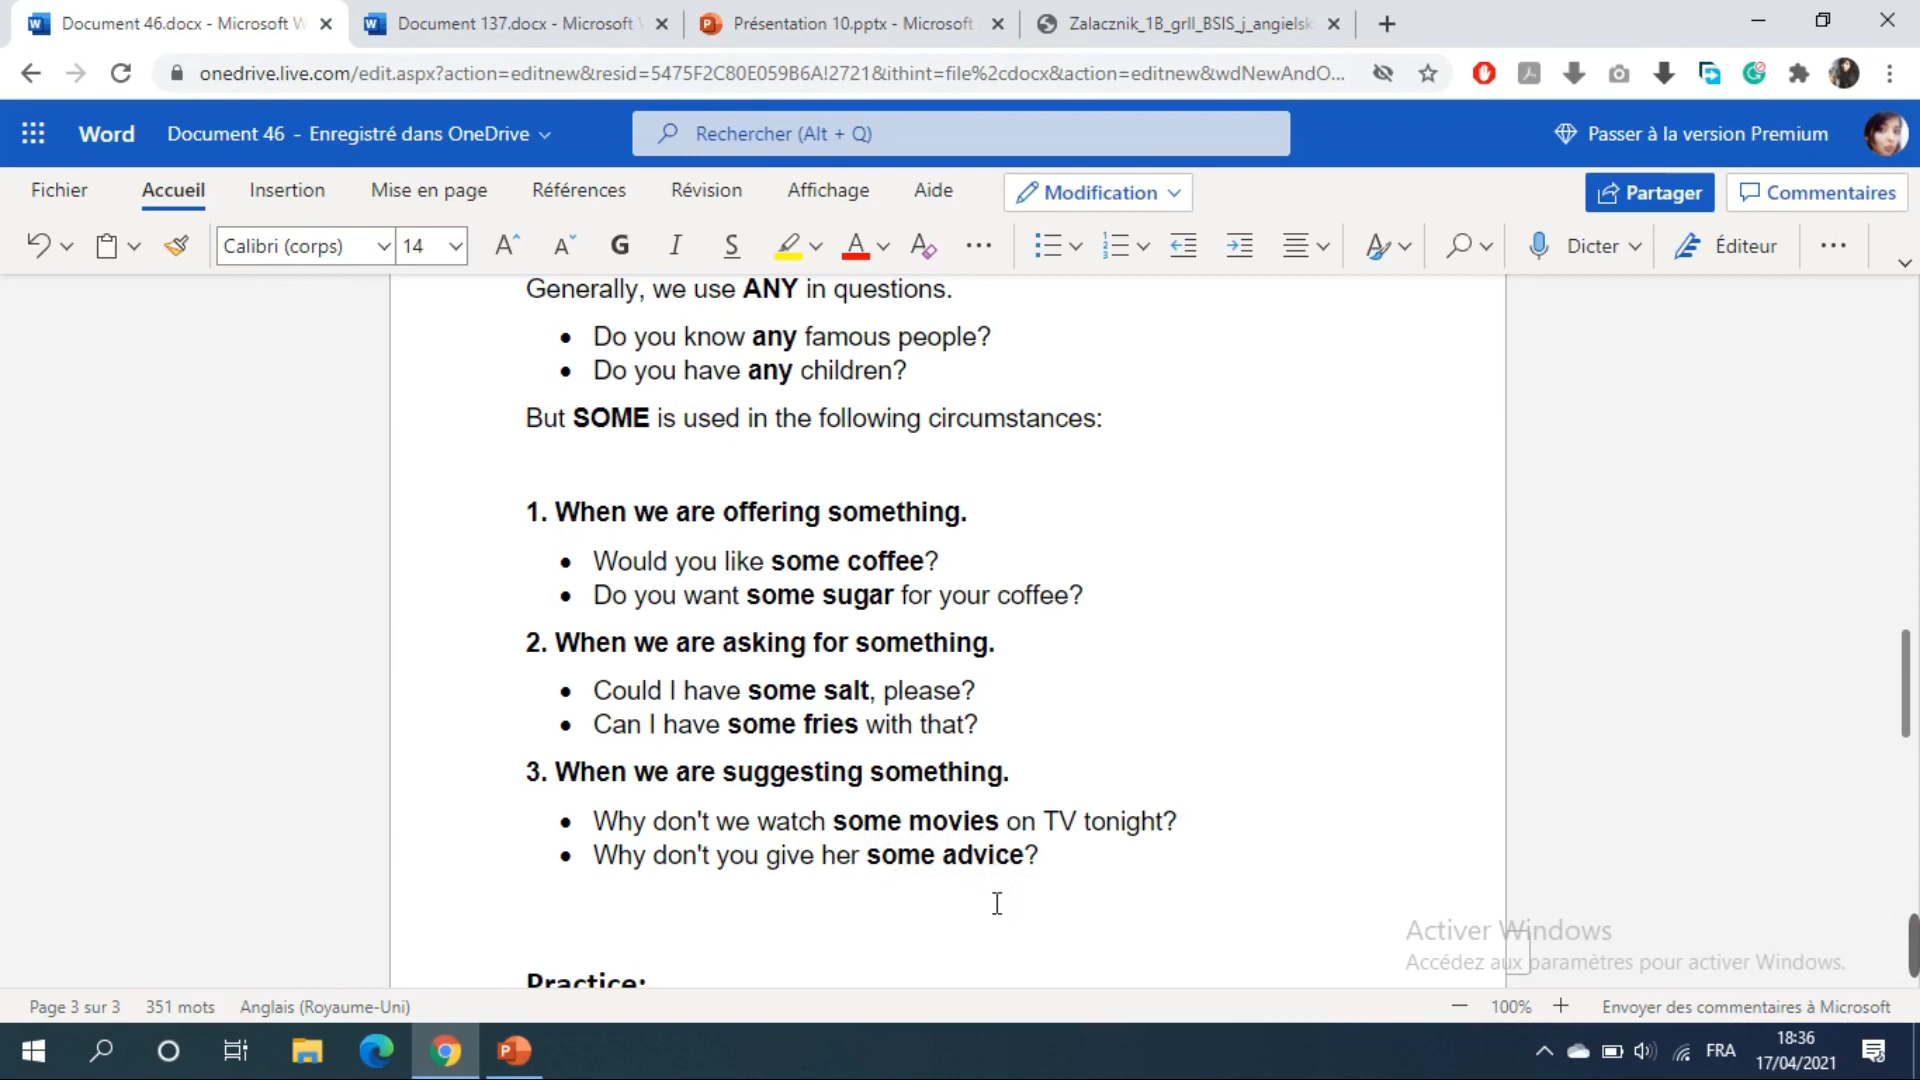 Document 46.docx - Microsoft W
Document 137.docx - Microsoft
Présentation 10.pptx - Microsoft
Zalacznik_1B_grII_BSIS_j_angielsk
onedrive.live.com/edit.aspx?action=editnew&resid=5475F2C80E059B6A!2721&ithint=file%2cdocx&action=editnew&wdNewAndO...
Word
Document 46 - Enregistré dans OneDrive
Rechercher (Alt + Q)
Passer à la version Premium
Fichier
Accueil
Insertion
Mise en page
Références
Révision
Affichage
Aide
Modification
Partager
Commentaires
Calibri (corps)
14
G
I
S
Dicter
Éditeur
Generally, we use ANY in questions.
• Do you know any famous people?
• Do you have any children?
But SOME is used in the following circumstances:
1. When we are offering something.
• Would you like some coffee?
• Do you want some sugar for your coffee?
2. When we are asking for something.
• Could I have some salt, please?
• Can I have some fries with that?
3. When we are suggesting something.
• Why don't we watch some movies on TV tonight?
• Why don't you give her some advice?
Practice:
Activer Windows
Accédez aux paramètres pour activer Windows.
Page 3 sur 3
351 mots
Anglais (Royaume-Uni)
100%
Envoyer des commentaires à Microsoft
FRA
18:36
17/04/2021